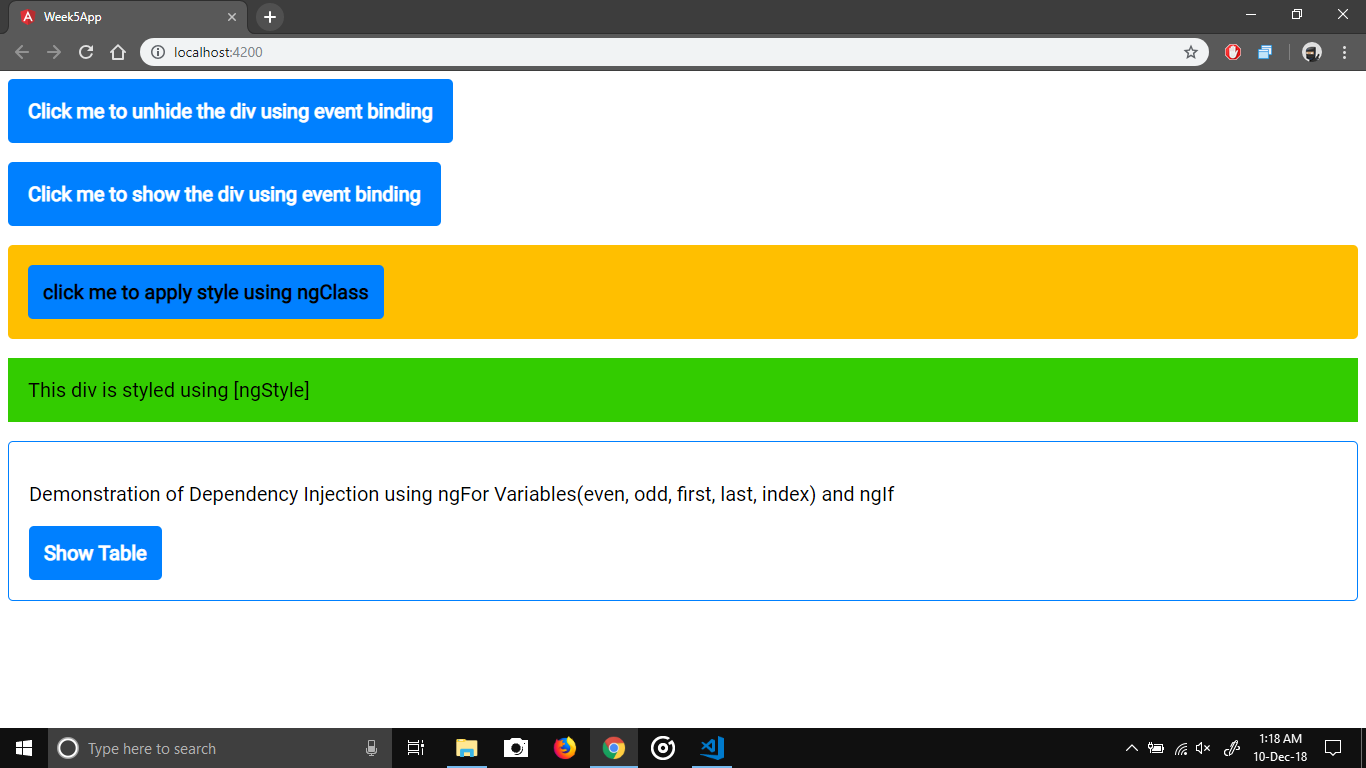 Week5App
localhost:4200
Click me to unhide the div using event binding
Click me to show the div using event binding
click me to apply style using ngClass
This div is styled using [ngStyle]
Demonstration of Dependency Injection using ngFor Variables(even, odd, first, last, index) and ngIf
Show Table
Type here to search
1:18 AM
10-Dec-18